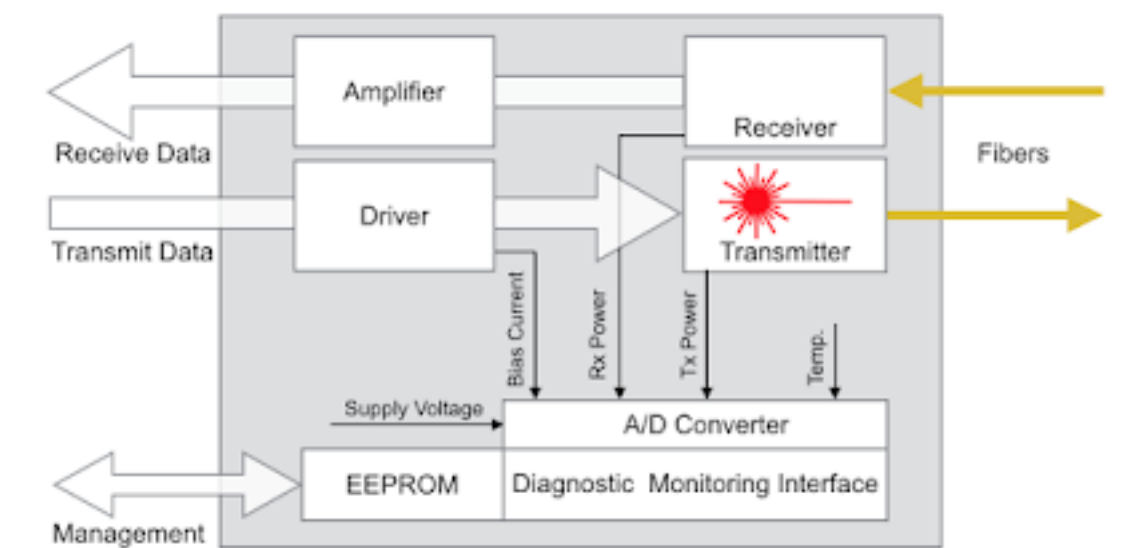 Amplifier
Receiver
Receive Data
Fibers
Driver
Transmit Data
Transmitter
Bias Current
Rx Power
Tx Power
Temp.
Supply Voltage
A/D Converter
EEPROM
Diagnostic Monitoring Interface
Management